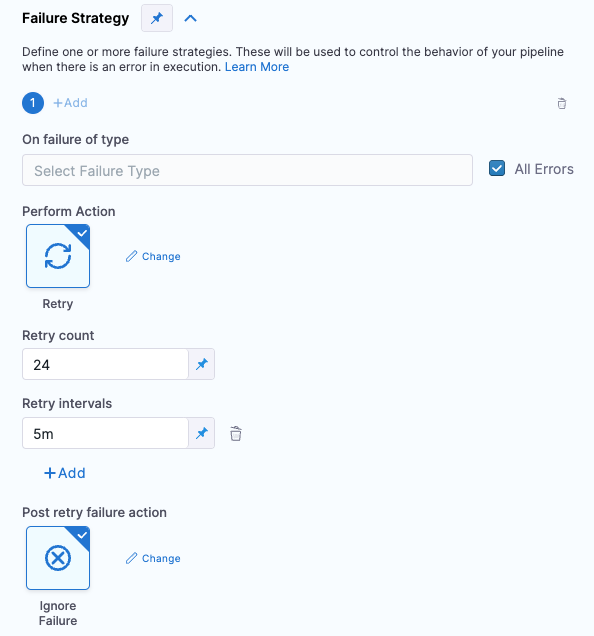 Failure Strategy
Define one or more failure strategies. These will be used to control the behavior of your pipeline
when there is an error in execution. Learn More
1 +Add
On failure of type
Select Failure Type
All Errors
Perform Action
Change
Retry
Retry count
24
Retry intervals
5m
+Add
Post retry failure action
Change
Ignore
Failure